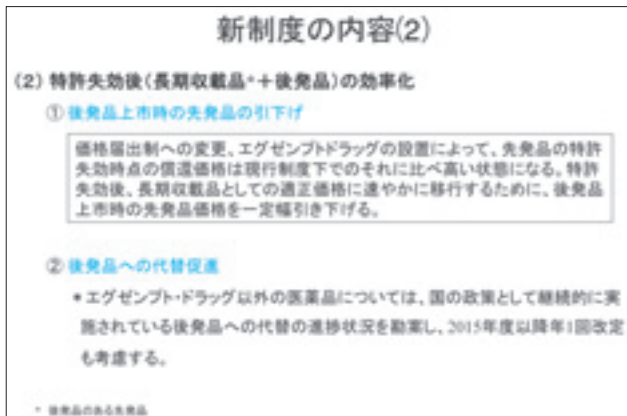 新制度の内容(2)
(2) 特許失効後(長期収載品*+後発品)の効率化
① 後発品上市時の先発品の引下げ
価格届出制への変更、エグゼンプトドラッグの設置によって、先発品の特許
失効時点の償還価格は現行制度下でのそれに比べ高い状態になる。特許
失効後、長期収載品としての適正価格に速やかに移行するために、後発品
上市時の先発品価格を一定幅引き下げる。
② 後発品への代替促進
*エグゼンプト・ドラッグ以外の医薬品については、国の政策として継続的に実
施されている後発品への代替の進捗状況を勘案し、2015年度以降年1回改定
も考慮する。
* 後発品のある先発品